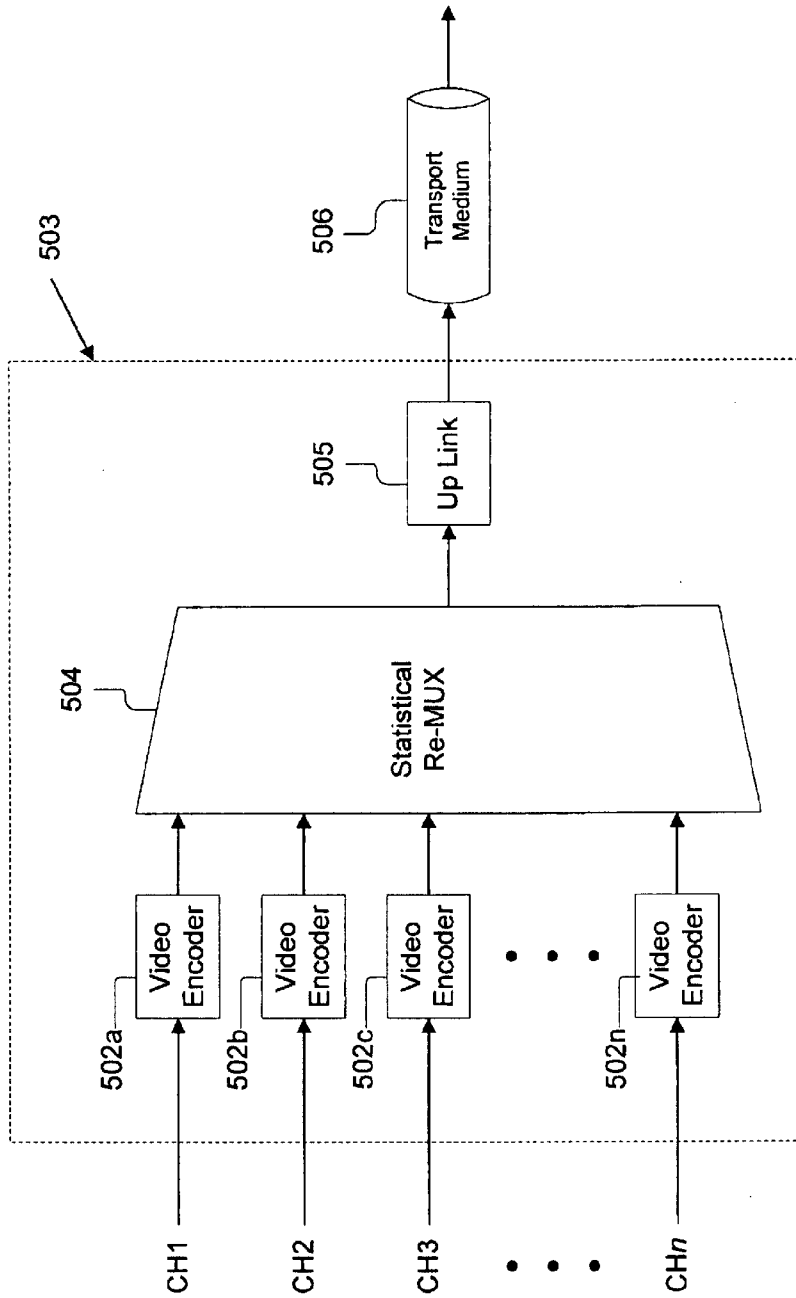 503
504
505
506
CH1
502a
Video
Encoder
CH2
502b
Video
Encoder
CH3
502c
Video
Encoder
CHn
502n
Video
Encoder
Statistical
Re-MUX
Up Link
Transport
Medium